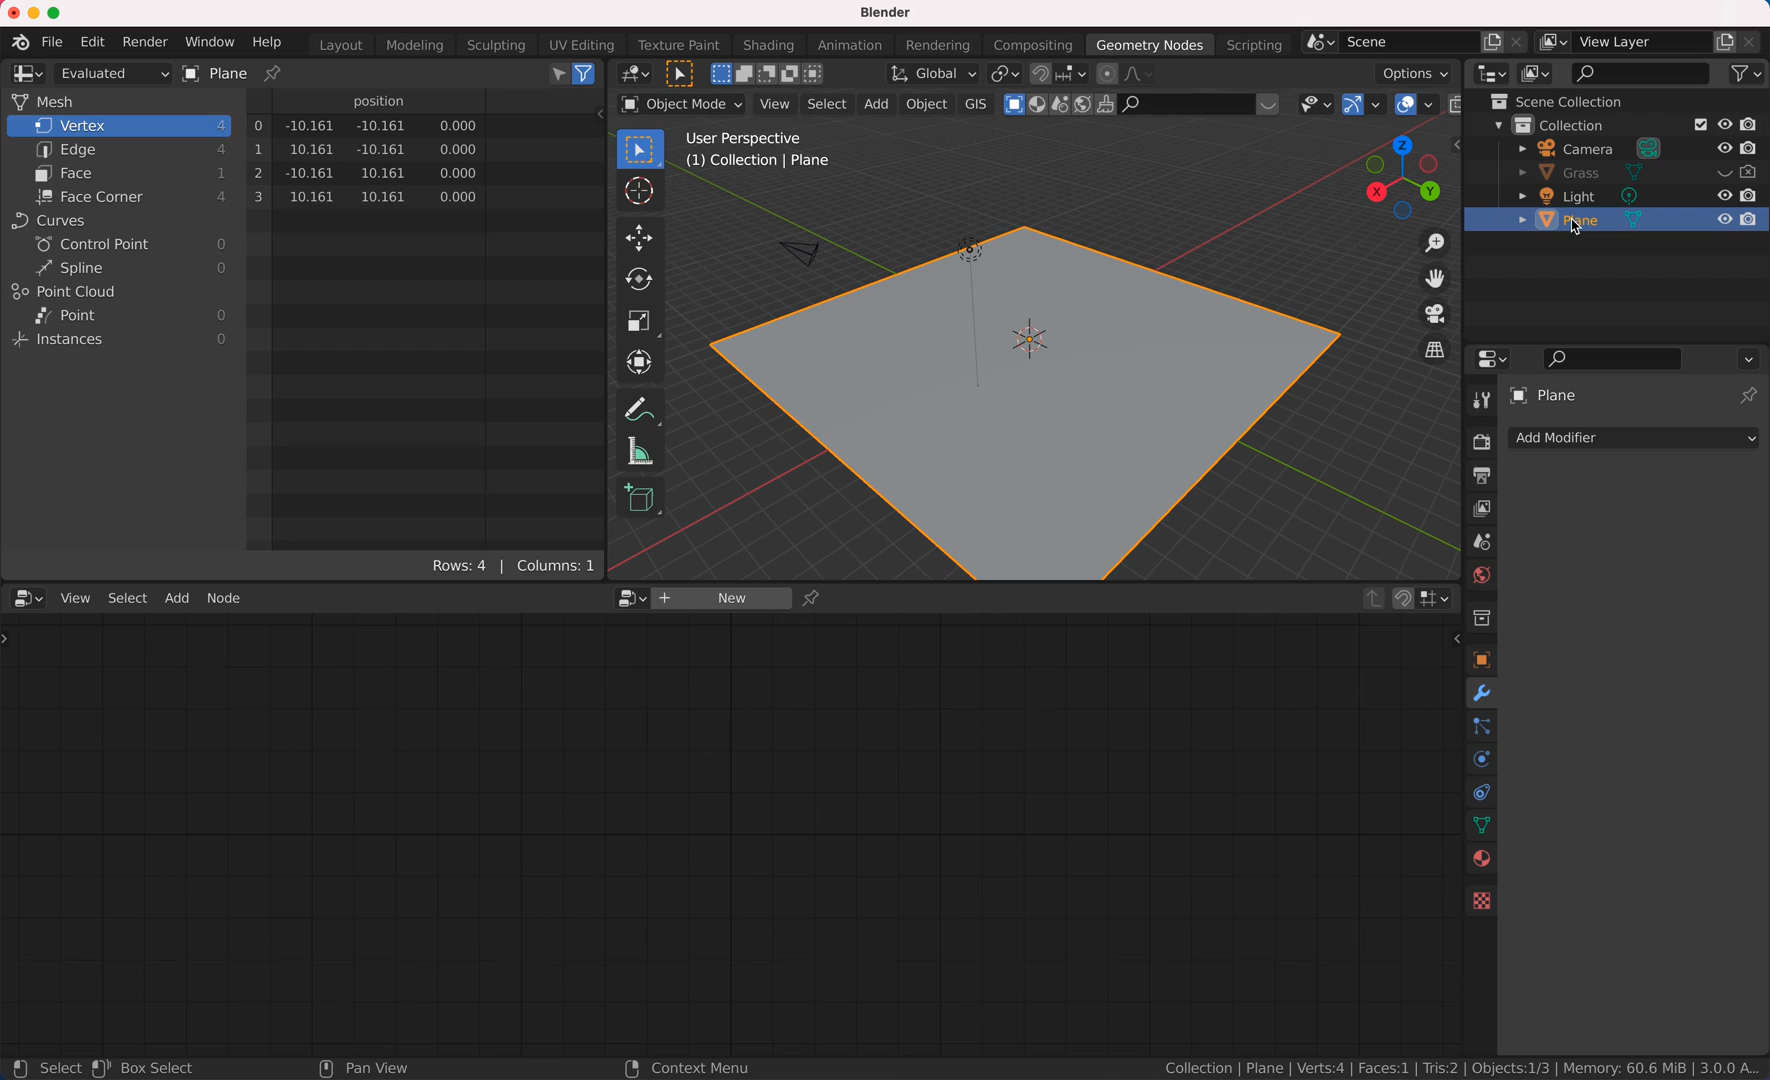 Blender
File Edit Render Window Help Layout Modeling Sculpting UV Editing Texture Paint Shading Animation Rendering Compositing Geometry Nodes Scripting Scene View Layer
Evaluated Plane
Global Options
Mesh
Vertex 4
Edge 4
Face 1
Face Corner 4
Curves
Control Point 0
Spline 0
Point Cloud
Point 0
Instances 0
position
0 -10.161 -10.161 0.000
1 10.161 -10.161 0.000
2 -10.161 10.161 0.000
3 10.161 10.161 0.000
Rows: 4 | Columns: 1
Object Mode View Select Add Object GIS
User Perspective
(1) Collection | Plane
Z
X
Y
Scene Collection
Collection
Camera
Grass
Light
Plane
Plane
Add Modifier
View Select Add Node
New
Select Box Select Pan View Context Menu Collection | Plane | Verts:4 | Faces:1 | Tris:2 | Objects:1/3 | Memory: 60.6 MiB | 3.0.0 A...